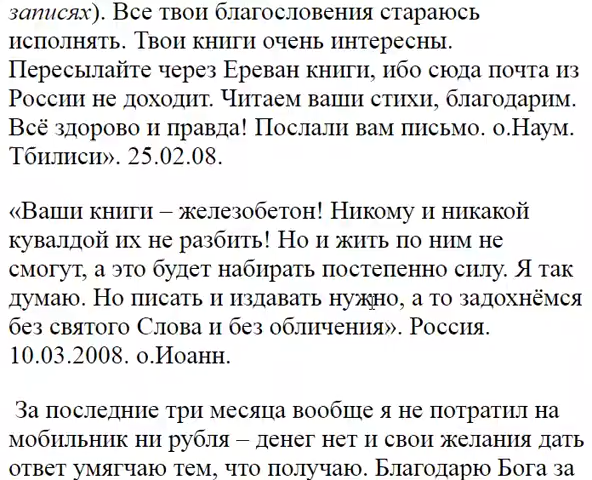 записях). Все твои благословения стараюсь
исполнять. Твои книги очень интересны.
Пересылайте через Ереван книги, ибо сюда почта из
России не доходит. Читаем ваши стихи, благодарим.
Всё здорово и правда! Послали вам письмо. о.Наум.
Тбилиси». 25.02.08.
«Ваши книги – железобетон! Никому и никакой
кувалдой их не разбить! Но и жить по ним не
смогут, а это будет набирать постепенно силу. Я так
думаю. Но писать и издавать нужно, а то задохнёмся
без святого Слова и без обличения». Россия.
10.03.2008. о.Иоанн.
За последние три месяца вообще я не потратил на
мобильник ни рубля – денег нет и свои желания дать
ответ умягчаю тем, что получаю. Благодарю Бога за